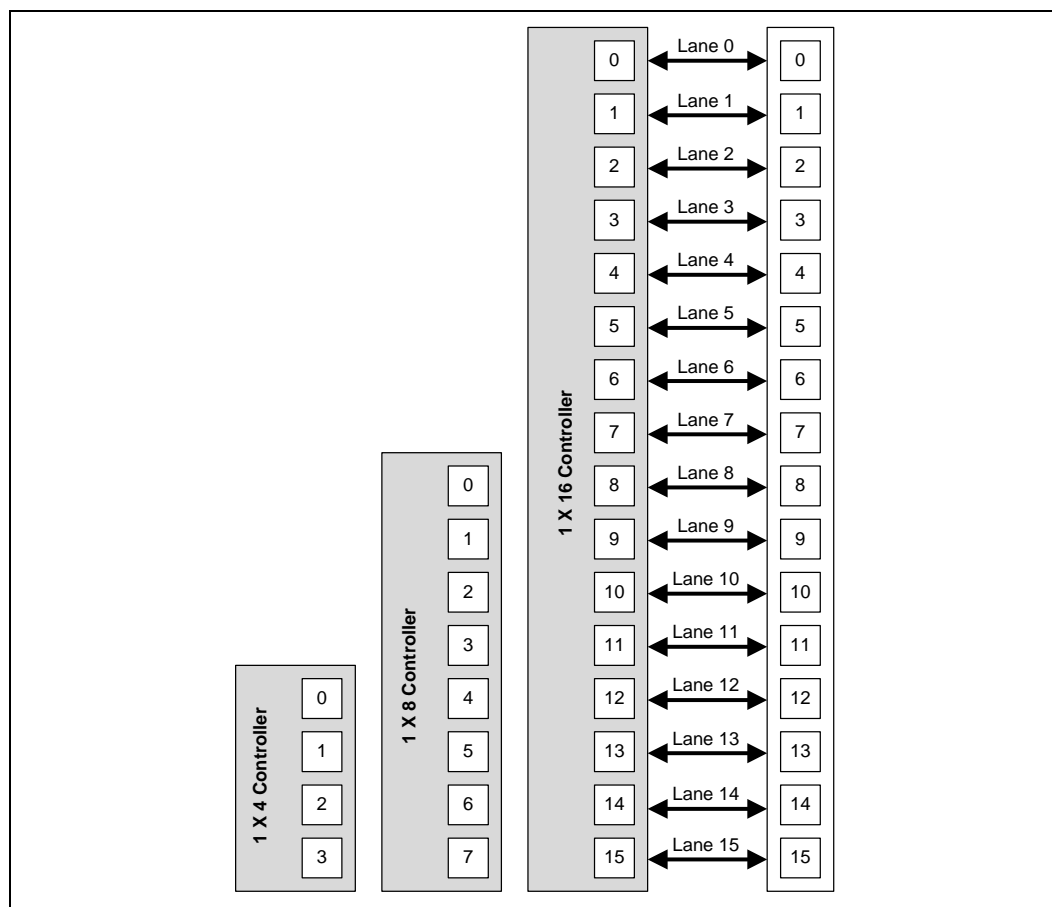 1 X 4 Controller
0
1
2
3
1 X 8 Controller
0
1
2
3
4
5
6
7
1 X 16 Controller
0 Lane 0 0
1 Lane 1 1
2 Lane 2 2
3 Lane 3 3
4 Lane 4 4
5 Lane 5 5
6 Lane 6 6
7 Lane 7 7
8 Lane 8 8
9 Lane 9 9
10 Lane 10 10
11 Lane 11 11
12 Lane 12 12
13 Lane 13 13
14 Lane 14 14
15 Lane 15 15